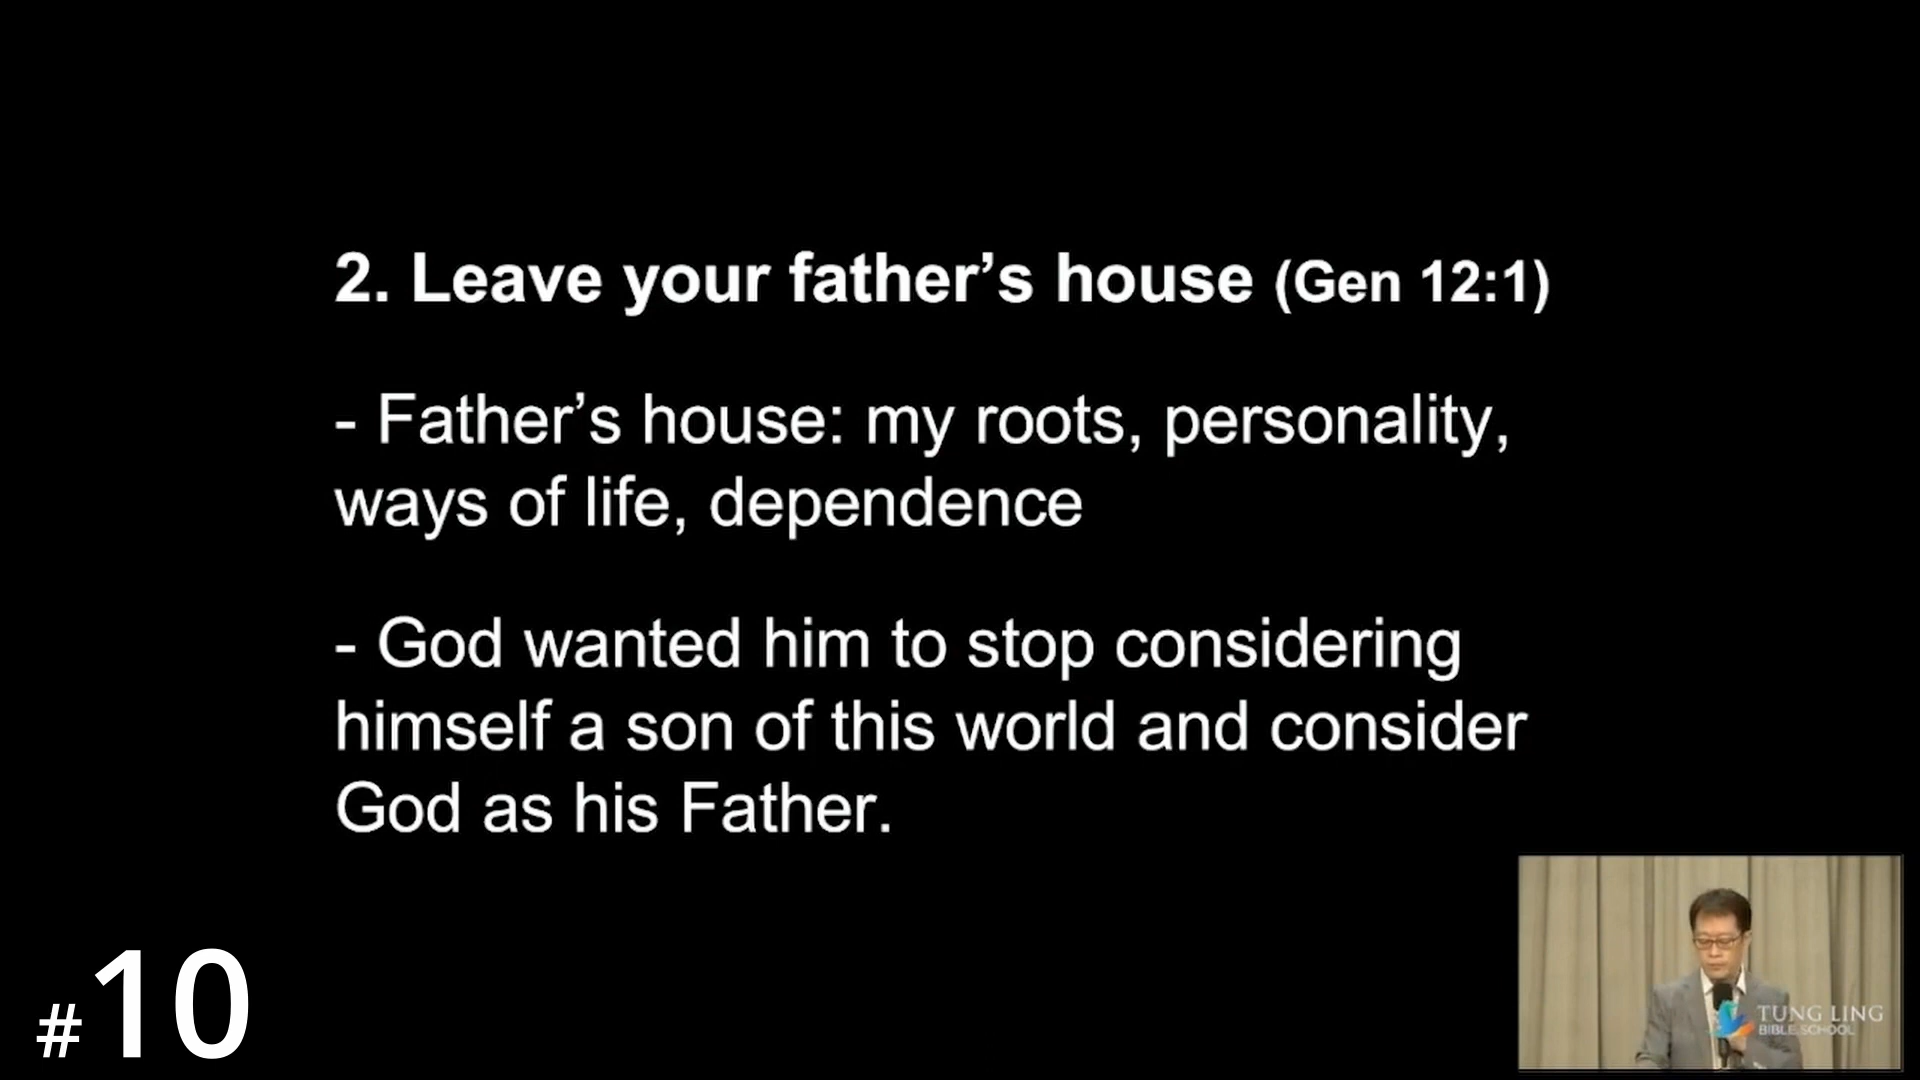 2. Leave your father’s house (Gen 12:1)
- Father’s house: my roots, personality,
ways of life, dependence
- God wanted him to stop considering
himself a son of this world and consider
God as his Father.
#10
TUNG LING
BIBLE SCHOOL